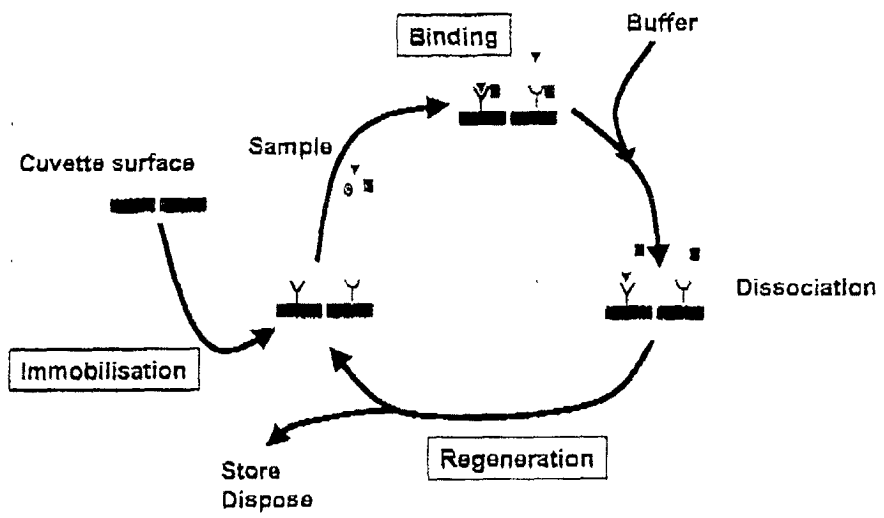 Buffer
Binding
Sample
Cuvette surface
Dissociation
Immobilisation
Regeneration
Store
Dispose